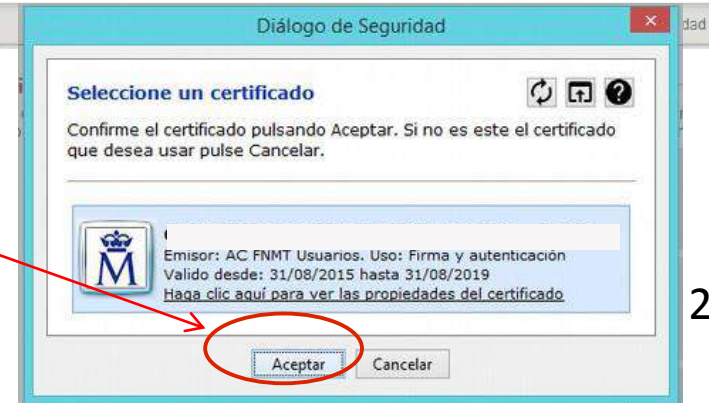 Diálogo de Seguridad
dad
Seleccione un certificado
Confirme el certificado pulsando Aceptar. Si no es este el certificado
que desea usar pulse Cancelar.
Emisor: AC FNMT Usuarios. Uso: Firma y autenticación
Valido desde: 31/08/2015 hasta 31/08/2019
Haga clic aquí para ver las propiedades del certificado
2
Aceptar Cancelar